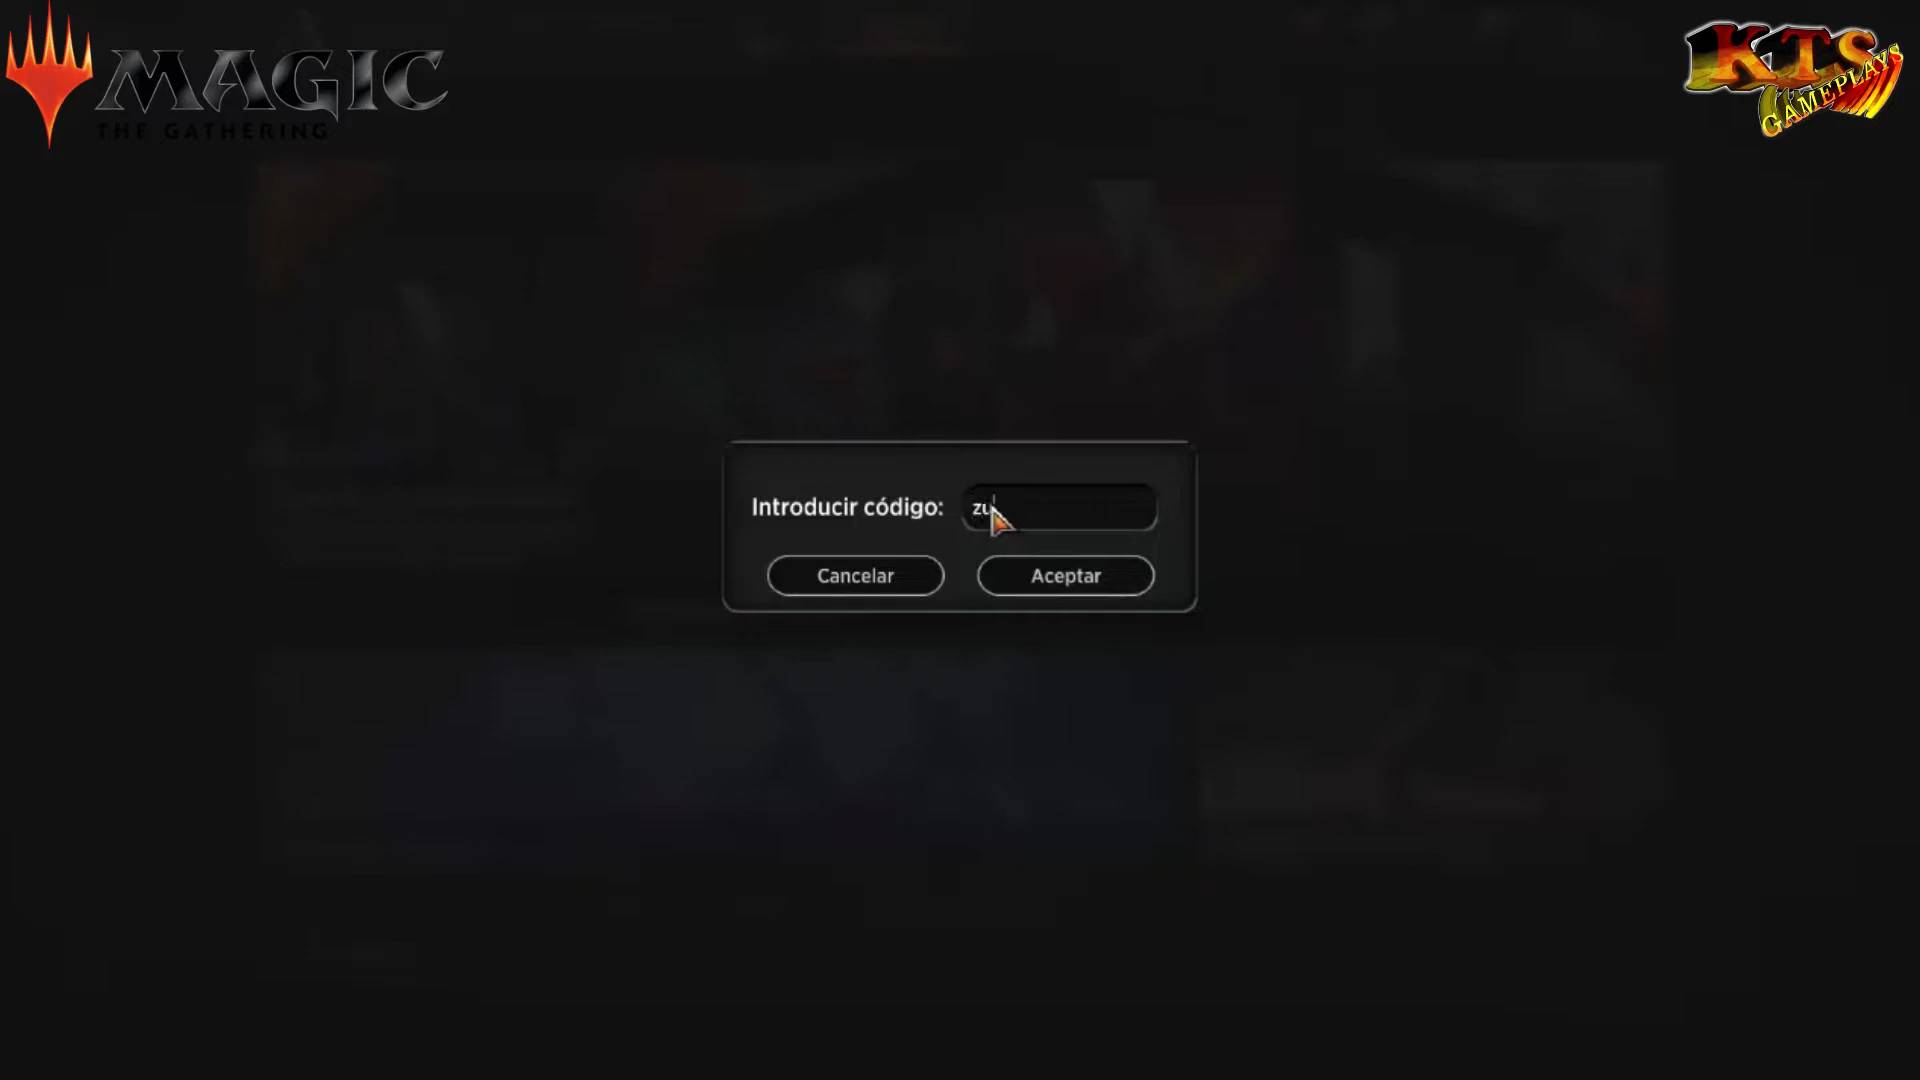 MAGIC
THE GATHERING
KTS
GAMEPLAYS
Introducir código:
zu
Cancelar
Aceptar